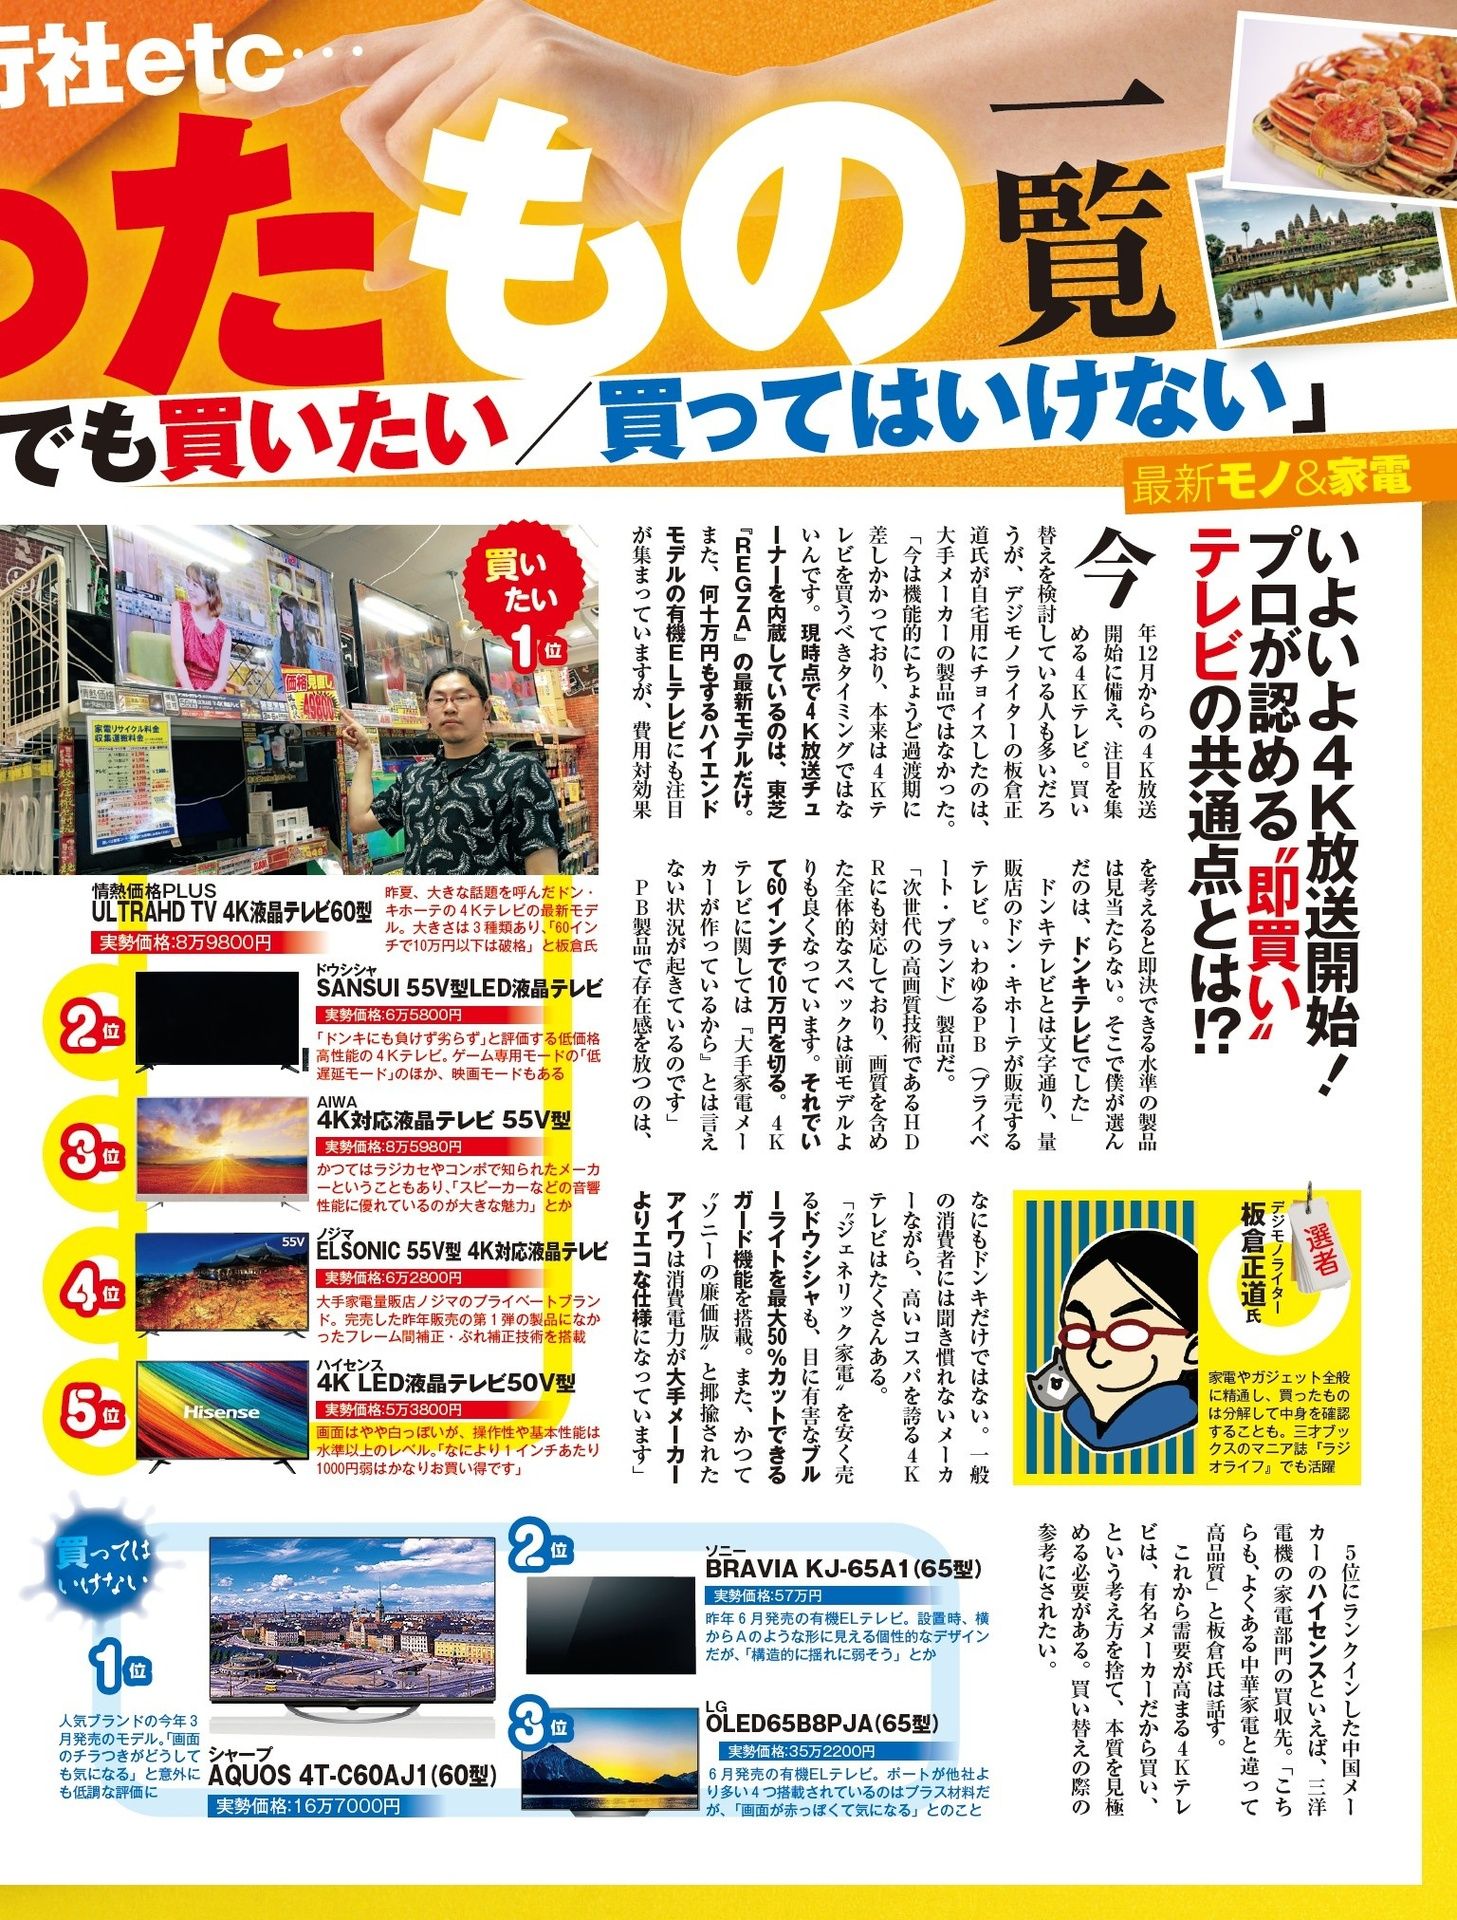 行社etc…
ったもの一覧
でも買いたい／買ってはいけない」
最新モノ&家電
いよいよ4K放送開始！
プロが認める“即買い”
テレビの共通点とは!?
今年12月からの4K放送
開始に備え、注目を集
める4Kテレビ。買い
替えを検討している人も多いだろ
うが、デジモノライターの板倉正
道氏が自宅用にチョイスしたのは、
大手メーカーの製品ではなかった。
「今は機能的にちょうど過渡期に
差しかかっており、本来は4Kテ
レビを買うべきタイミングではな
いんです。現時点で4K放送チュ
ーナーを内蔵しているのは、東芝
『REGZA』の最新モデルだけ。
また、何十万円もするハイエンド
モデルの有機ELテレビにも注目
が集まっていますが、費用対効果
を考えると即決できる水準の製品
は見当たらない。そこで僕が選ん
だのは、ドンキテレビでした」
ドンキテレビとは文字通り、量
販店のドン・キホーテが販売する
テレビ。いわゆるPB（プライベ
ート・ブランド）製品だ。
「次世代の高画質技術であるHD
Rにも対応しており、画質を含め
た全体的なスペックは前モデルよ
りも良くなっています。それでい
て60インチで10万円を切る。4K
テレビに関しては『大手家電メー
カーが作っているから』とは言え
ない状況が起きているのです」
PB製品で存在感を放つのは、
なにもドンキだけではない。一般
の消費者には聞き慣れないメーカ
ーながら、高いコスパを誇る4K
テレビはたくさんある。
「“ジェネリック家電”を安く売
るドウシシャも、目に有害なブル
ーライトを最大50％カットできる
ガード機能を搭載。また、かつて
“ソニーの廉価版”と揶揄された
アイワは消費電力が大手メーカー
よりエコな仕様になっています」
5位にランクインした中国メー
カーのハイセンスといえば、三洋
電機の家電部門の買収先。「こち
らも、よくある中華家電と違って
高品質」と板倉氏は話す。
これから需要が高まる4Kテレ
ビは、有名メーカーだから買い、
という考え方を捨て、本質を見極
める必要がある。買い替えの際の
参考にされたい。
選者
デジモノライター
板倉正道氏
家電やガジェット全般
に精通し、買ったもの
は分解して中身を確認
することも。三才ブッ
クスのマニア誌『ラジ
オライフ』でも活躍
買いたい
1位
価格見直し
49800
家電リサイクル料金
収集運搬料金
情熱価格PLUS
ULTRAHD TV 4K液晶テレビ60型
実勢価格:8万9800円
昨夏、大きな話題を呼んだドン・
キホーテの4Kテレビの最新モデ
ル。大きさは3種類あり、「60イン
チで10万円以下は破格」と板倉氏
2位
ドウシシャ
SANSUI 55V型LED液晶テレビ
実勢価格:6万5800円
「ドンキにも負けず劣らず」と評価する低価格
高性能の4Kテレビ。ゲーム専用モードの「低
遅延モード」のほか、映画モードもある
3位
AIWA
4K対応液晶テレビ 55V型
実勢価格:8万5980円
かつてはラジカセやコンポで知られたメーカ
ーということもあり、「スピーカーなどの音響
性能に優れているのが大きな魅力」とか
4位
55V
ノジマ
ELSONIC 55V型 4K対応液晶テレビ
実勢価格:6万2800円
大手家電量販店ノジマのプライベートブラン
ド。完売した昨年販売の第1弾の製品になか
ったフレーム間補正・ぶれ補正技術を搭載
5位
Hisense
ハイセンス
4K LED液晶テレビ50V型
実勢価格:5万3800円
画面はやや白っぽいが、操作性や基本性能は
水準以上のレベル。「なにより1インチあたり
1000円弱はかなりお買い得です」
買っては
いけない
1位
人気ブランドの今年3
月発売のモデル。「画面
のチラつきがどうして
も気になる」と意外に
も低調な評価に
シャープ
AQUOS 4T-C60AJ1(60型)
実勢価格:16万7000円
2位
ソニー
BRAVIA KJ-65A1(65型)
実勢価格:57万円
昨年6月発売の有機ELテレビ。設置時、横
からAのような形に見える個性的なデザイン
だが、「構造的に揺れに弱そう」とか
3位
LG
OLED65B8PJA(65型)
実勢価格:35万2200円
6月発売の有機ELテレビ。ポートが他社よ
り多い4つ搭載されているのはプラス材料だ
が、「画面が赤っぽくて気になる」とのこと